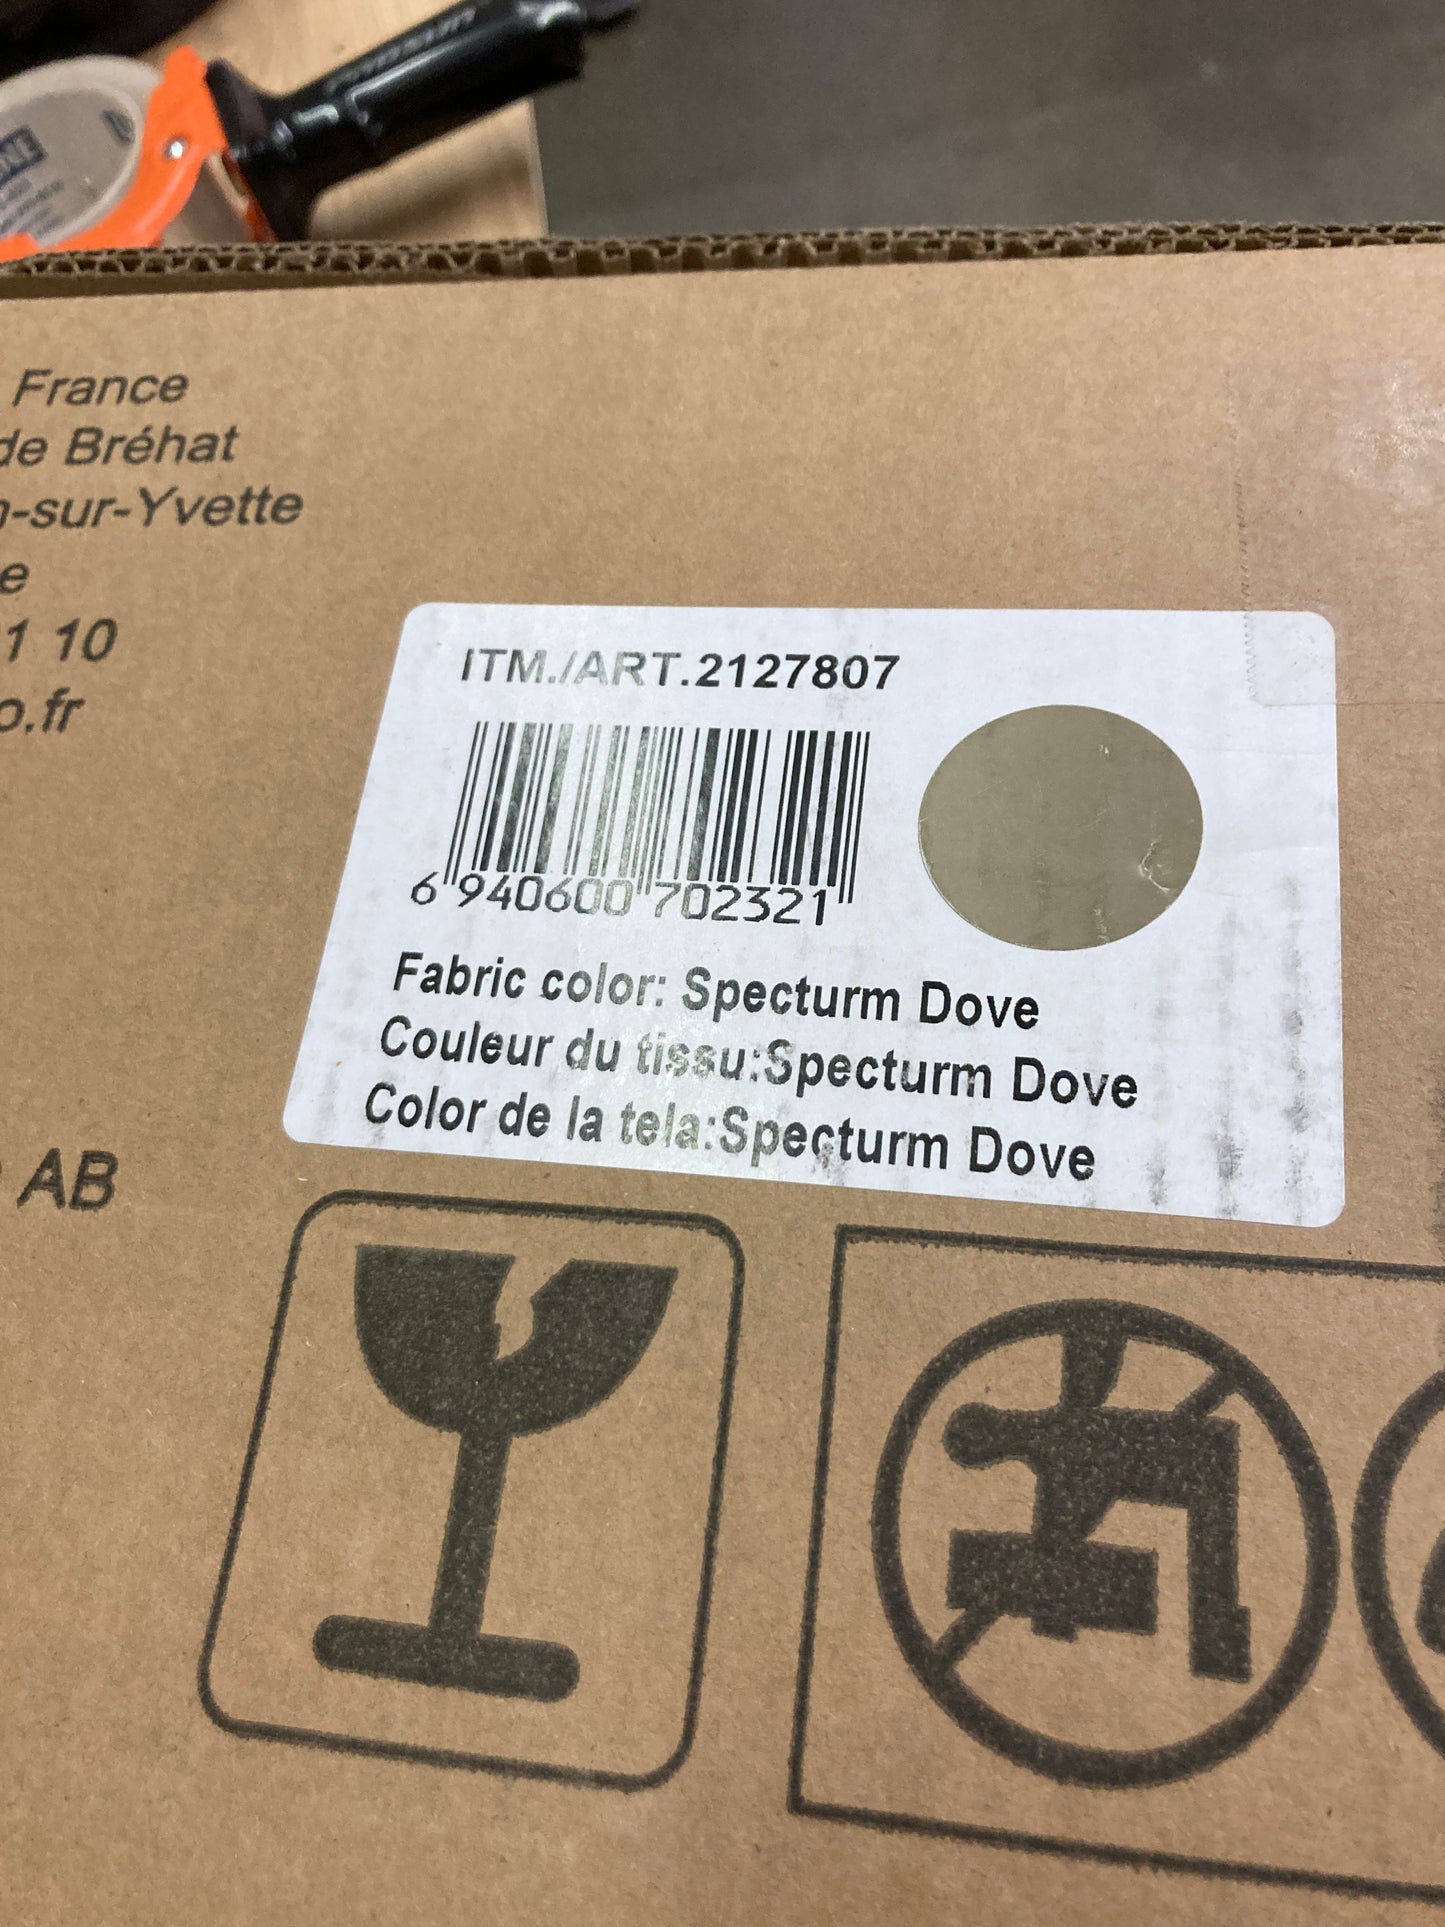 France
de Bréhat
-sur-Yvette
e
1 10
o.fr
AB
ITM./ART.2127807
6 940600 702321
Fabric color: Specturm Dove
Couleur du tissu:Specturm Dove
Color de la tela:Specturm Dove